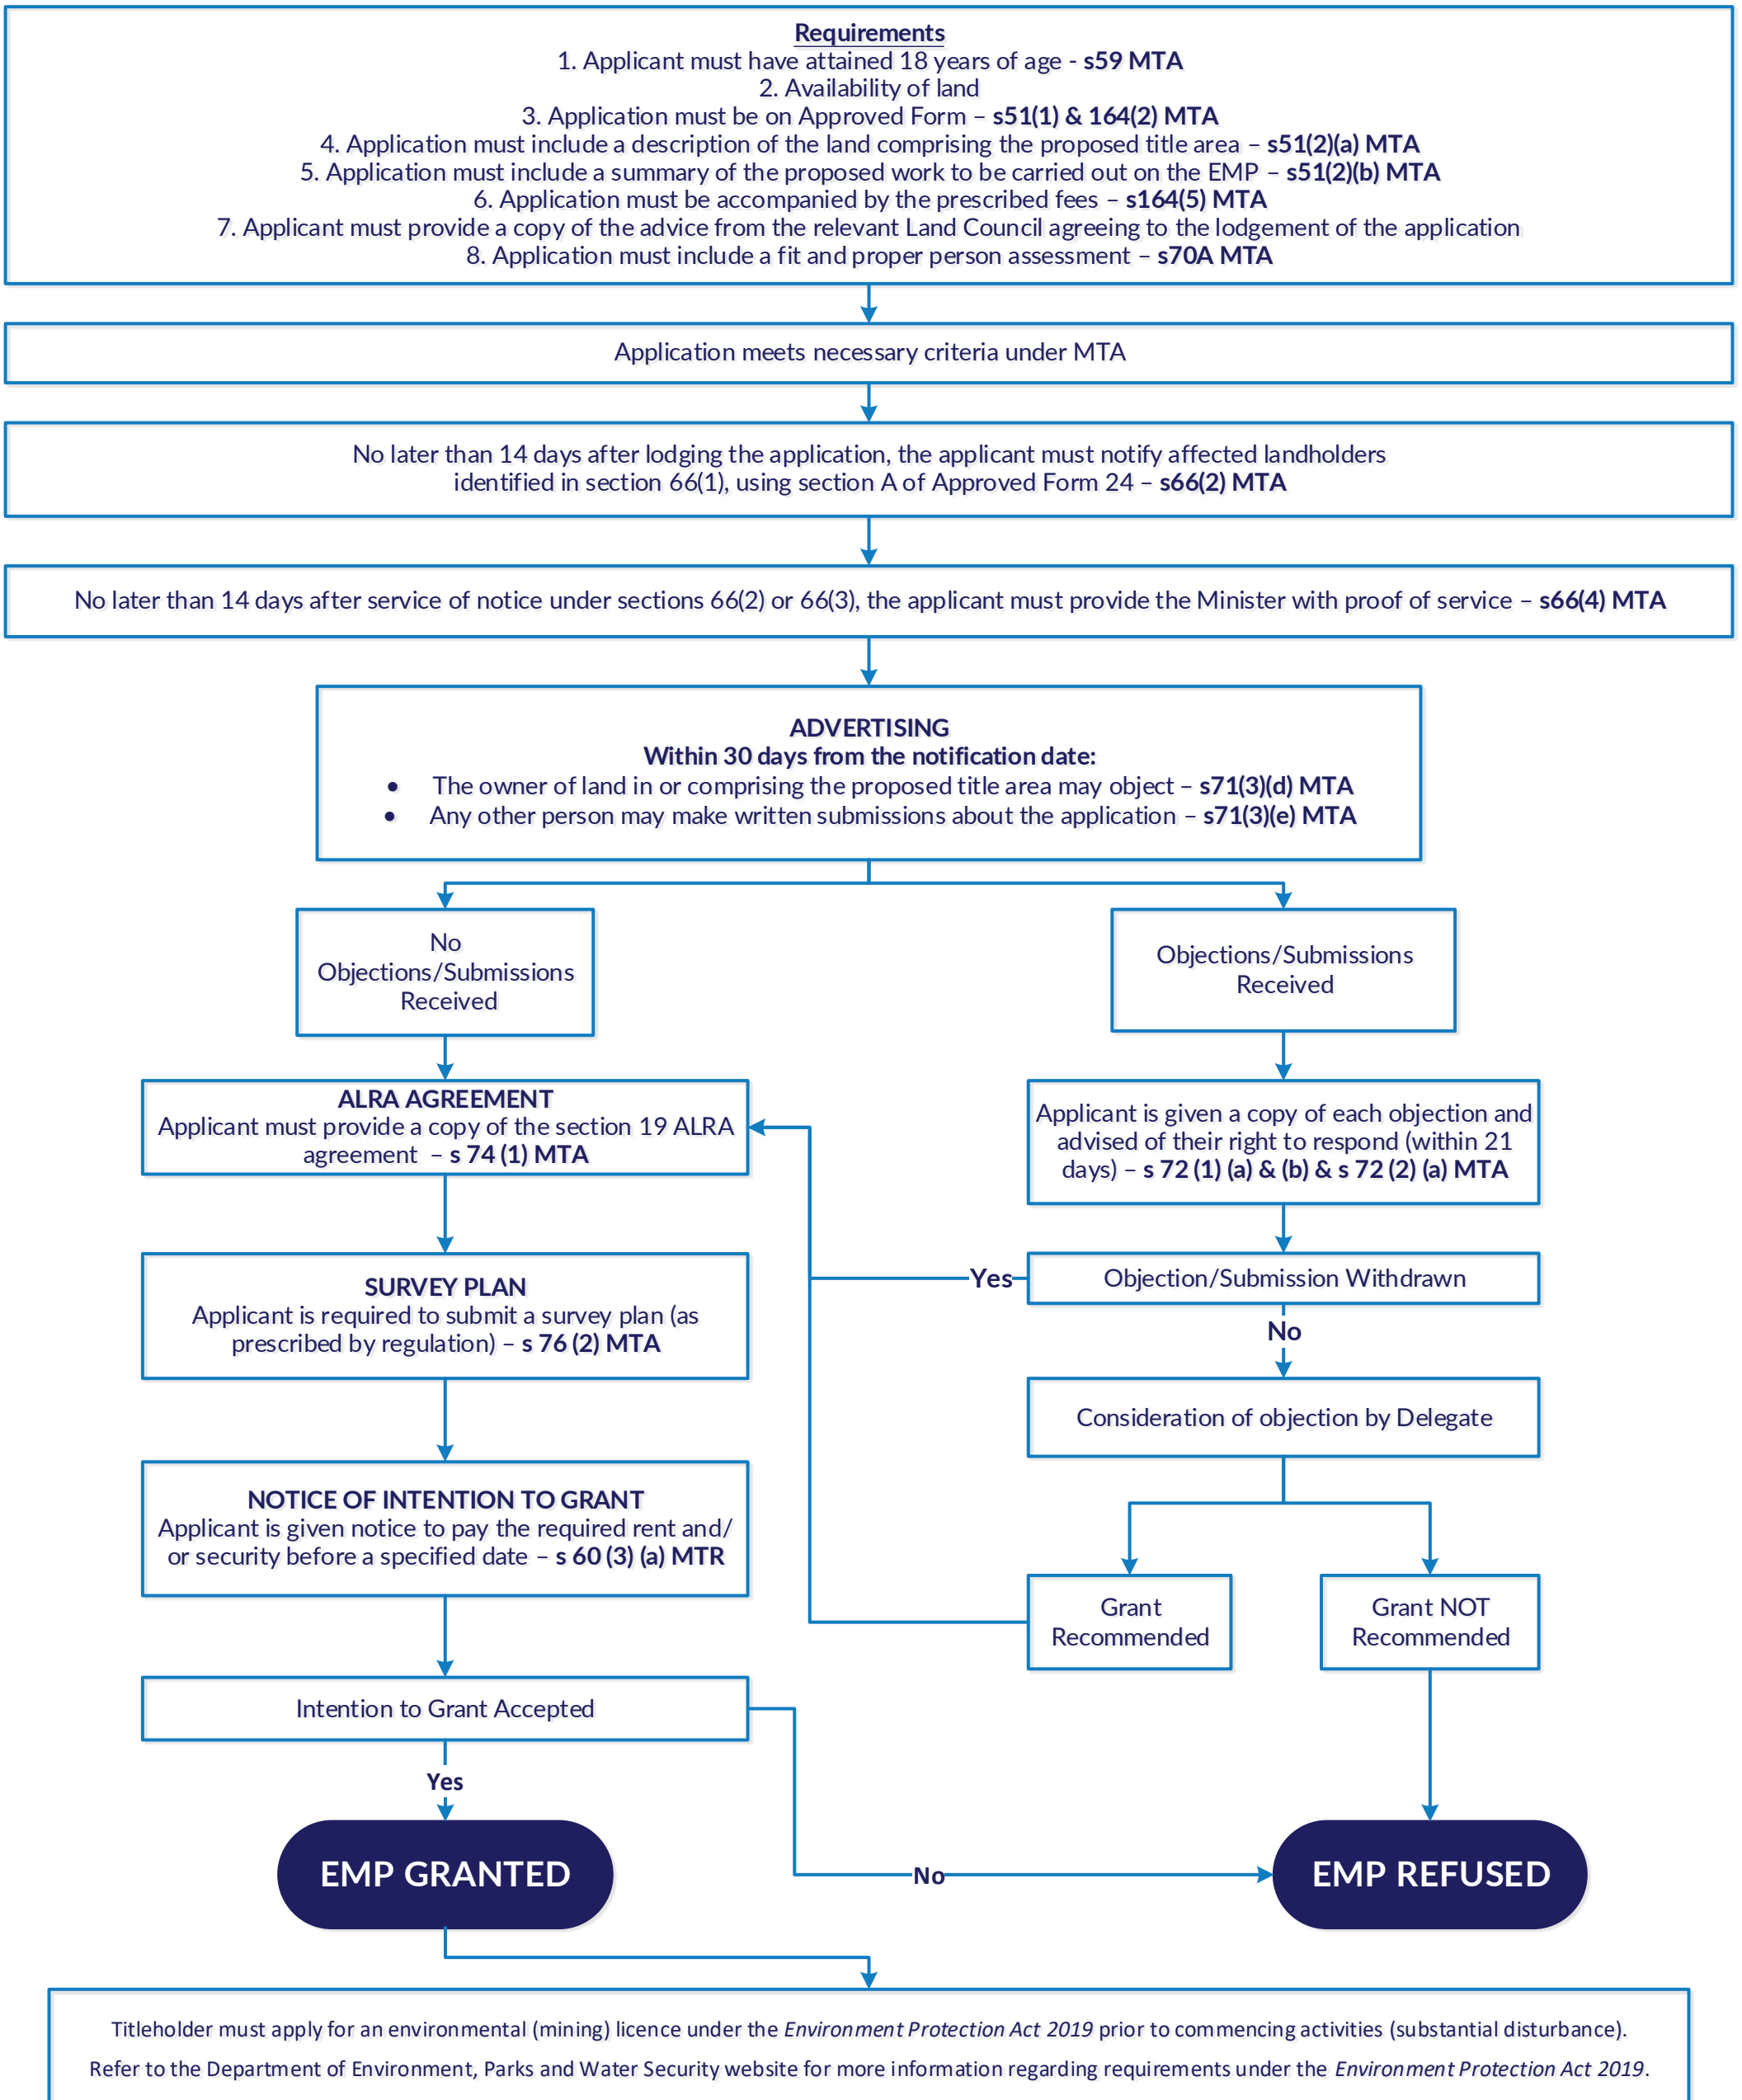 Requirements
1. Applicant must have attained 18 years of age - s59 MTA
2. Availability of land
3. Application must be on Approved Form – s51(1) & 164(2) MTA
4. Application must include a description of the land comprising the proposed title area – s51(2)(a) MTA
5. Application must include a summary of the proposed work to be carried out on the EMP – s51(2)(b) MTA
6. Application must be accompanied by the prescribed fees – s164(5) MTA
7. Applicant must provide a copy of the advice from the relevant Land Council agreeing to the lodgement of the application
8. Application must include a fit and proper person assessment – s70A MTA
Application meets necessary criteria under MTA
No later than 14 days after lodging the application, the applicant must notify affected landholders
identified in section 66(1), using section A of Approved Form 24 – s66(2) MTA
No later than 14 days after service of notice under sections 66(2) or 66(3), the applicant must provide the Minister with proof of service – s66(4) MTA
ADVERTISING
Within 30 days from the notification date:
• The owner of land in or comprising the proposed title area may object – s71(3)(d) MTA
• Any other person may make written submissions about the application – s71(3)(e) MTA
No
Objections/Submissions
Received
Objections/Submissions
Received
ALRA AGREEMENT
Applicant must provide a copy of the section 19 ALRA
agreement – s 74 (1) MTA
Applicant is given a copy of each objection and
advised of their right to respond (within 21
days) – s 72 (1) (a) & (b) & s 72 (2) (a) MTA
SURVEY PLAN
Applicant is required to submit a survey plan (as
prescribed by regulation) – s 76 (2) MTA
Yes
Objection/Submission Withdrawn
No
Consideration of objection by Delegate
NOTICE OF INTENTION TO GRANT
Applicant is given notice to pay the required rent and/
or security before a specified date – s 60 (3) (a) MTR
Grant
Recommended
Grant NOT
Recommended
Intention to Grant Accepted
Yes
EMP GRANTED
No
EMP REFUSED
Titleholder must apply for an environmental (mining) licence under the Environment Protection Act 2019 prior to commencing activities (substantial disturbance).
Refer to the Department of Environment, Parks and Water Security website for more information regarding requirements under the Environment Protection Act 2019.